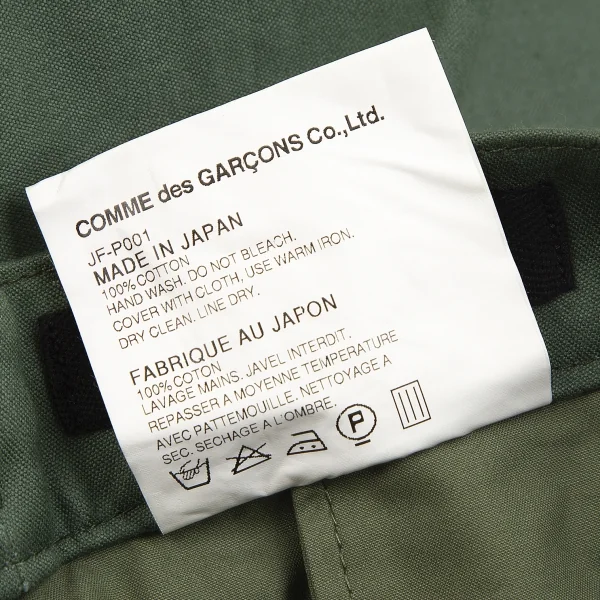 COMME des GARÇONS Co.,Ltd.
JF-P001
MADE IN JAPAN
100% COTTON
HAND WASH. DO NOT BLEACH.
COVER WITH CLOTH, USE WARM IRON.
DRY CLEAN. LINE DRY.
FABRIQUE AU JAPON
100% COTON
LAVAGE MAINS. JAVEL INTERDIT.
REPASSER A MOYENNE TEMPERATURE
AVEC PATTEMOUILLE. NETTOYAGE A
SEC. SECHAGE A L'OMBRE.
P